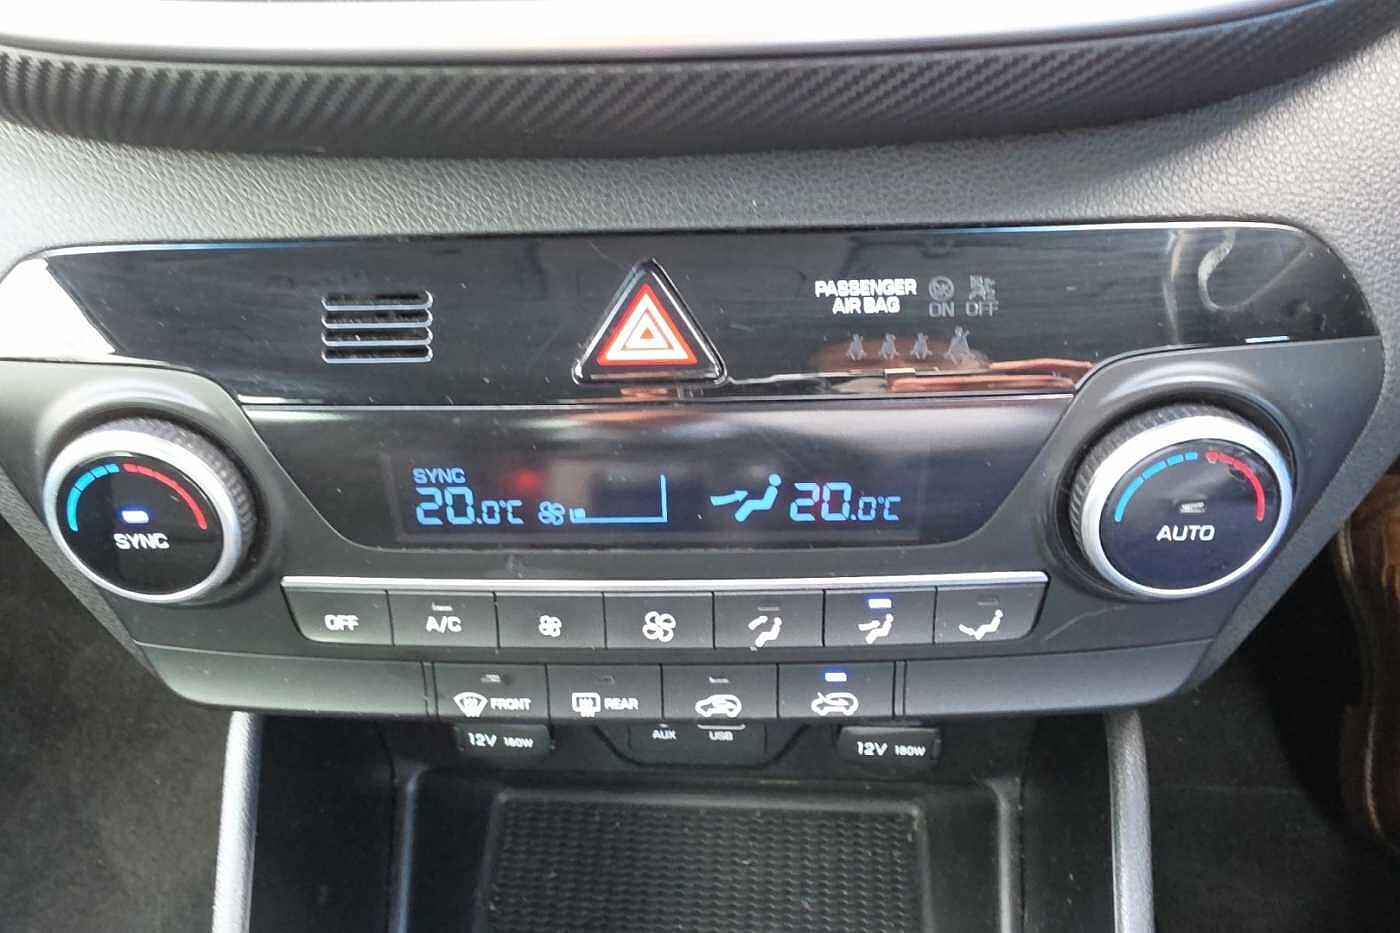 PASSENGER
AIR BAG
ON OFF
SYNC
20.0°C 20.0°C
SYNC
AUTO
OFF A/C
FRONT REAR
AUX USB
12V 180W 12V 180W